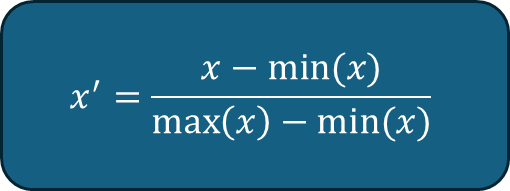 x′ = (x − min(x)) / (max(x) − min(x))